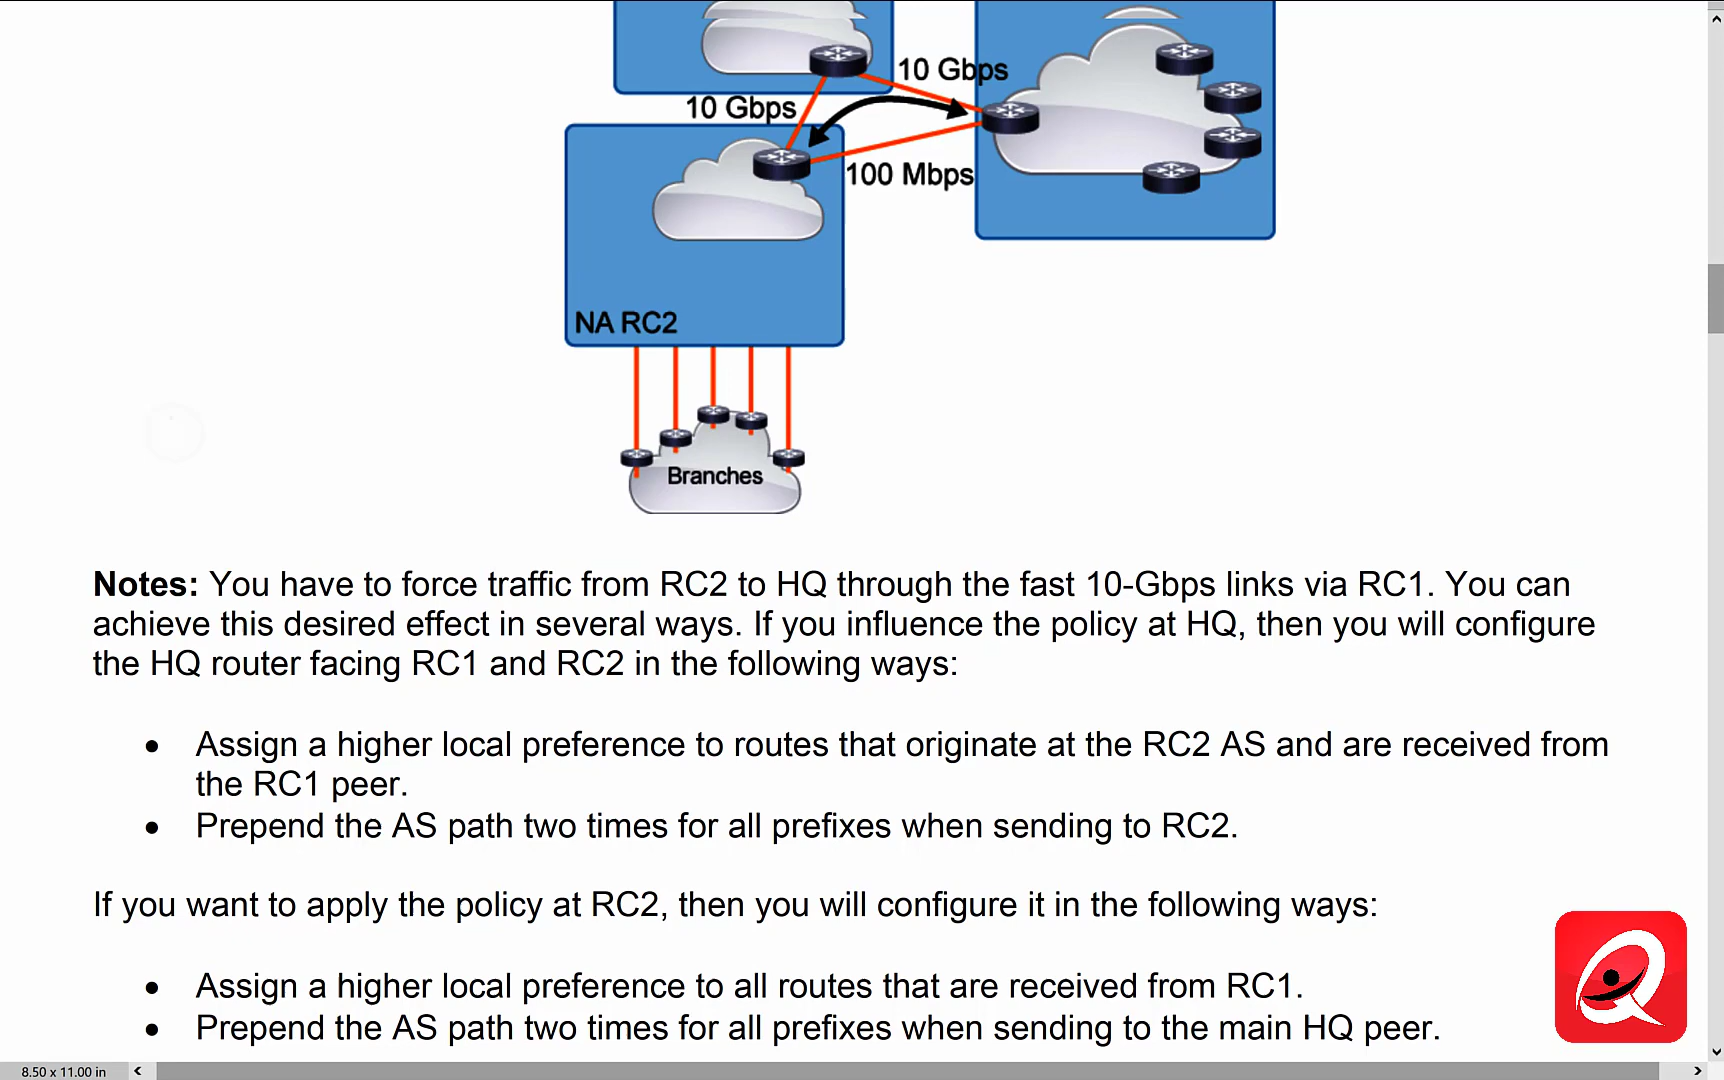 10 Gbps
10 Gbps
100 Mbps
NA RC2
Branches
Notes: You have to force traffic from RC2 to HQ through the fast 10-Gbps links via RC1. You can
achieve this desired effect in several ways. If you influence the policy at HQ, then you will configure
the HQ router facing RC1 and RC2 in the following ways:
• Assign a higher local preference to routes that originate at the RC2 AS and are received from
the RC1 peer.
• Prepend the AS path two times for all prefixes when sending to RC2.
If you want to apply the policy at RC2, then you will configure it in the following ways:
• Assign a higher local preference to all routes that are received from RC1.
• Prepend the AS path two times for all prefixes when sending to the main HQ peer.
8.50 x 11.00 in